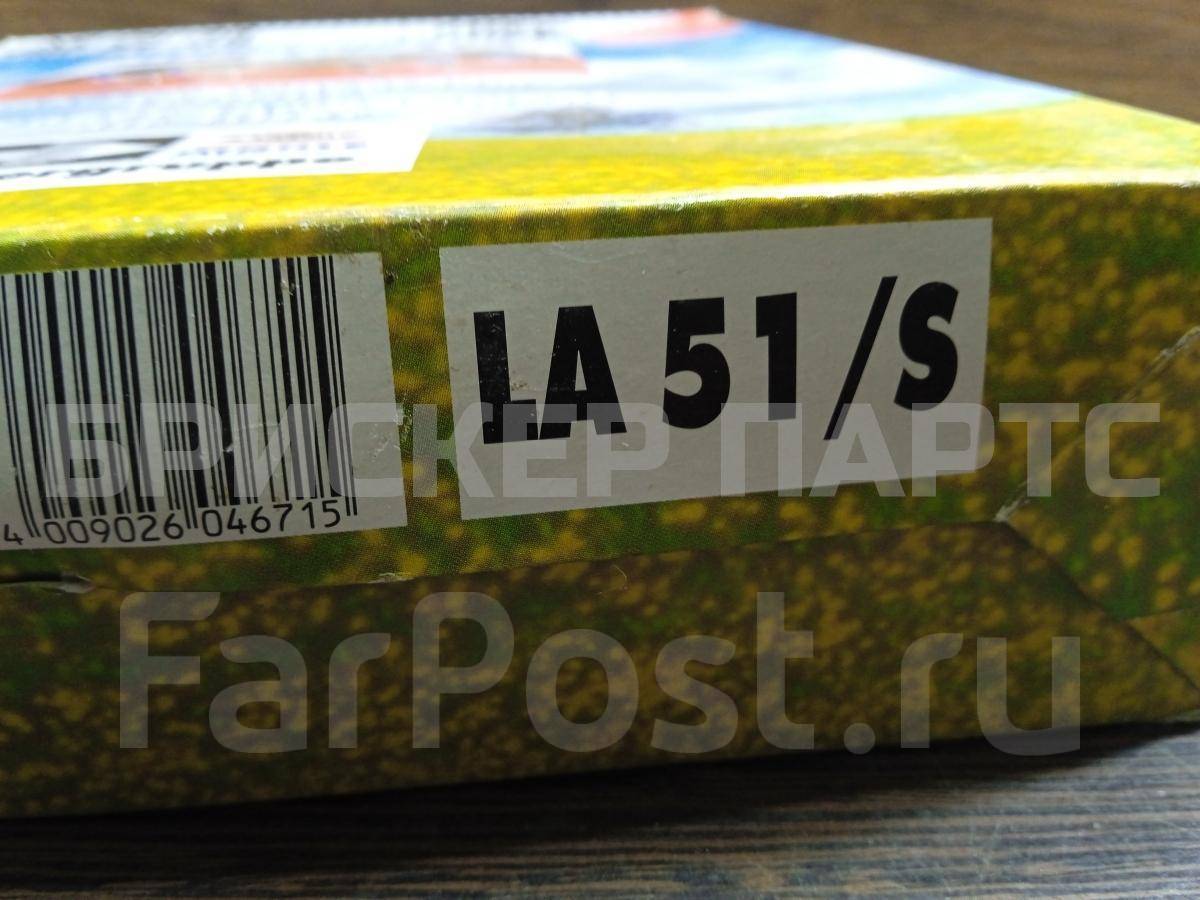 LA 51/S
4 009026 046715
БРИСКЕР ПАРТС
FarPost.ru